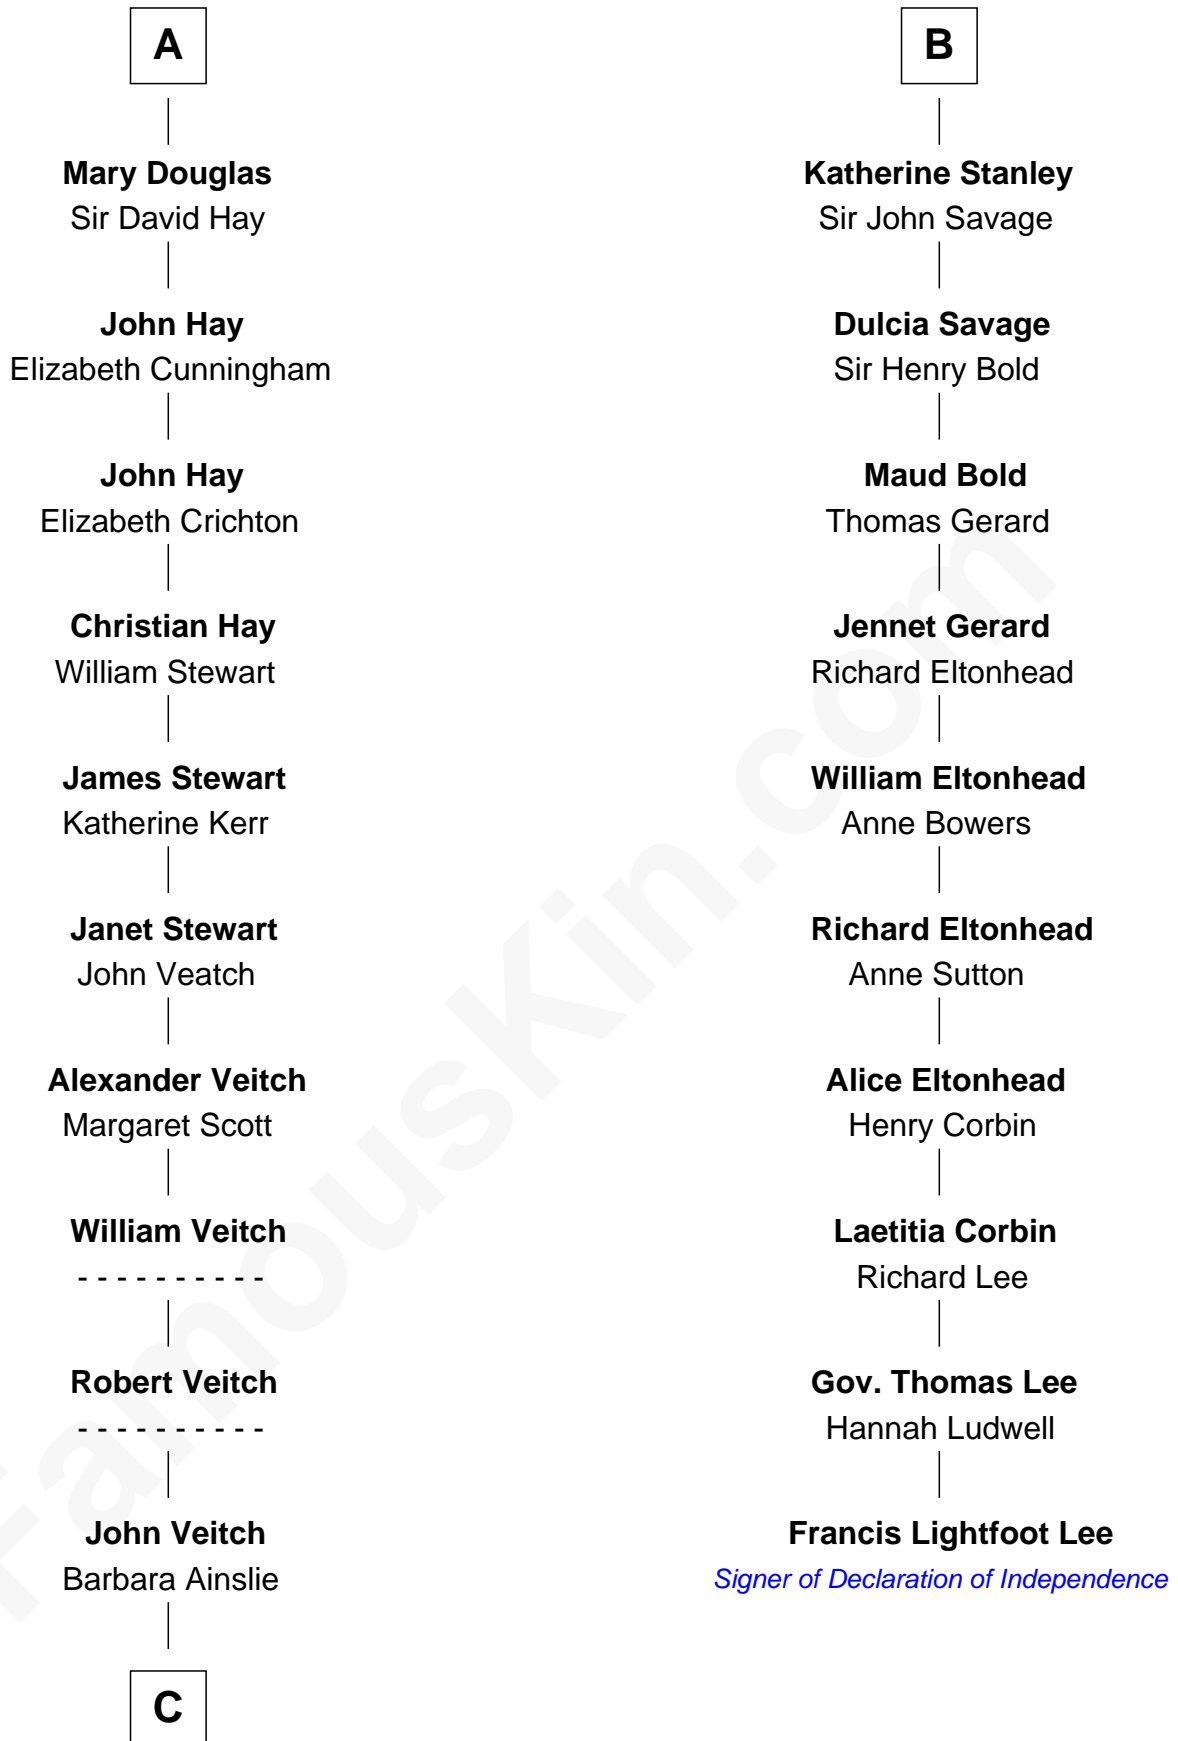 A
Mary Douglas
Sir David Hay
John Hay
Elizabeth Cunningham
John Hay
Elizabeth Crichton
Christian Hay
William Stewart
James Stewart
Katherine Kerr
Janet Stewart
John Veatch
Alexander Veitch
Margaret Scott
William Veitch
- - - - - - - - - -
Robert Veitch
- - - - - - - - - -
John Veitch
Barbara Ainslie
C
B
Katherine Stanley
Sir John Savage
Dulcia Savage
Sir Henry Bold
Maud Bold
Thomas Gerard
Jennet Gerard
Richard Eltonhead
William Eltonhead
Anne Bowers
Richard Eltonhead
Anne Sutton
Alice Eltonhead
Henry Corbin
Laetitia Corbin
Richard Lee
Gov. Thomas Lee
Hannah Ludwell
Francis Lightfoot Lee
Signer of Declaration of Independence
FamousKin.com